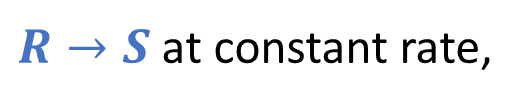 R → S at constant rate,